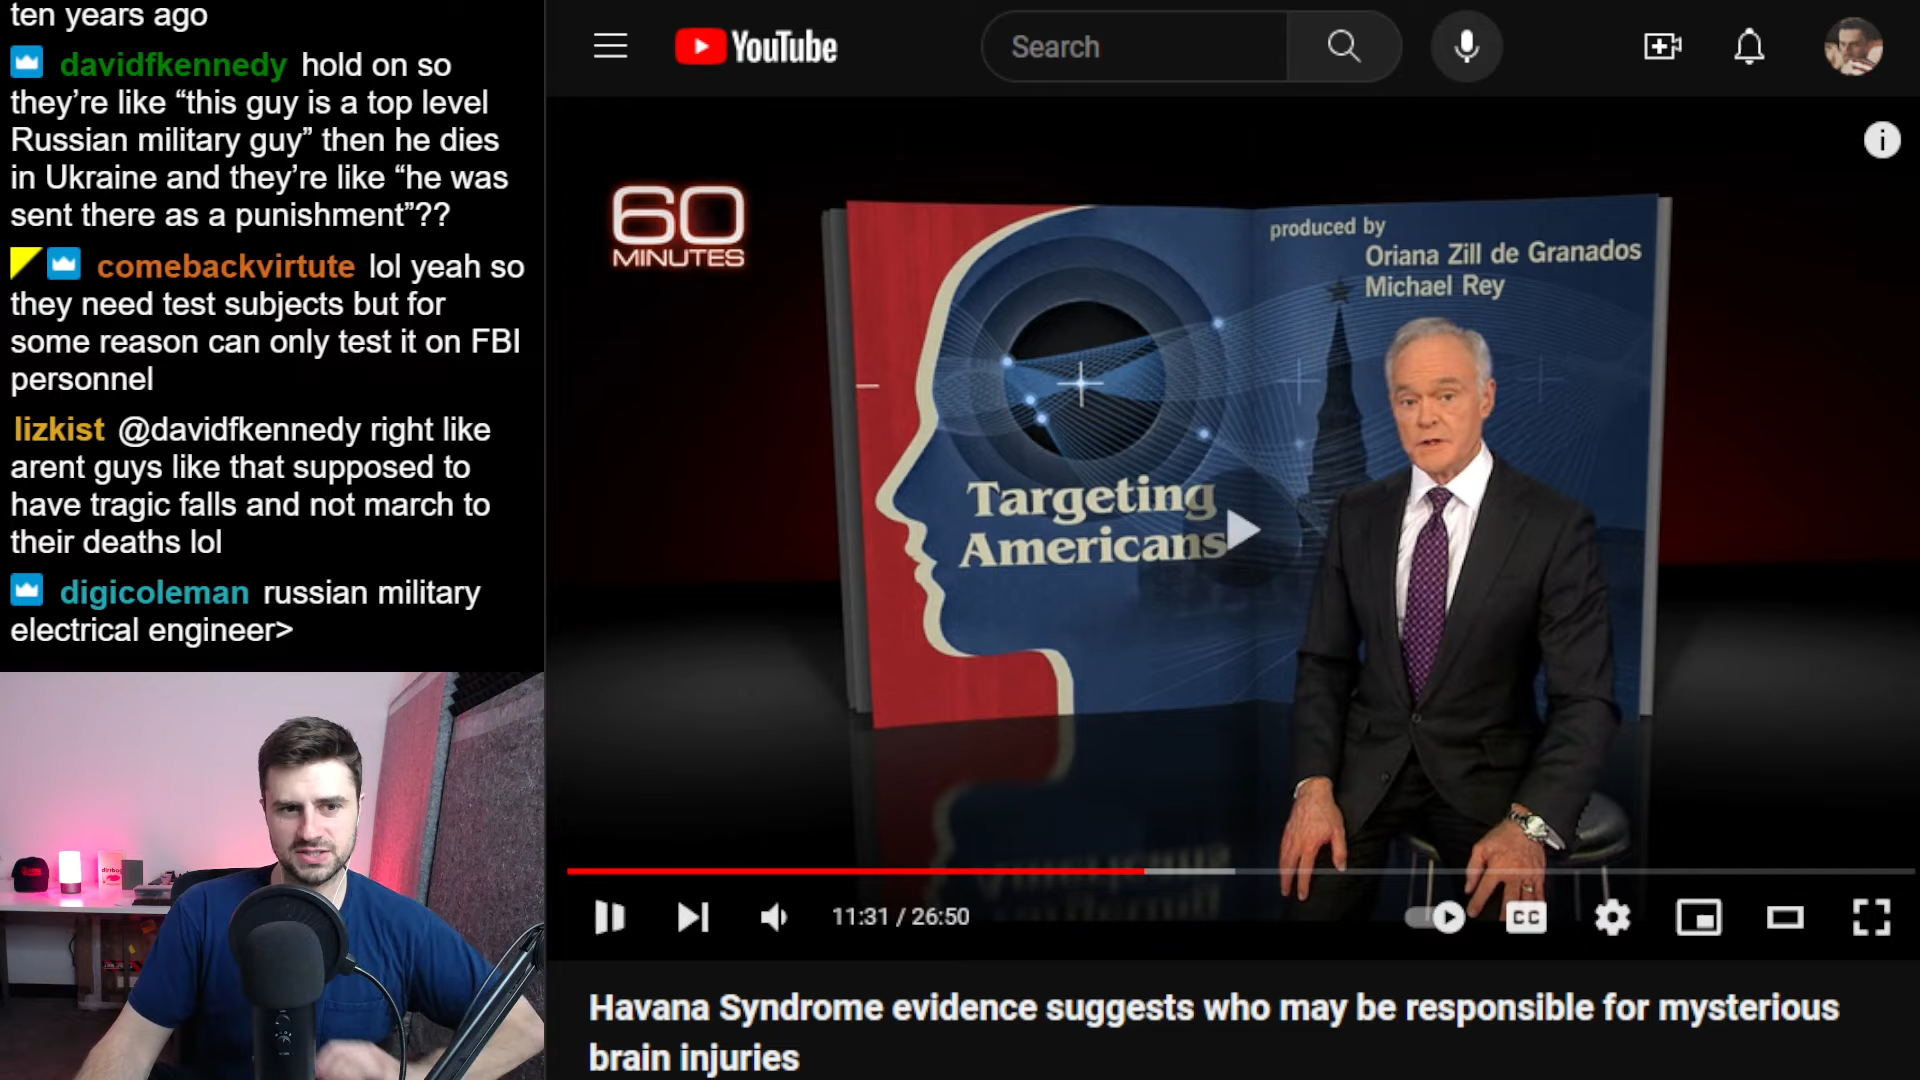 ten years ago
davidfkennedy hold on so
they’re like “this guy is a top level
Russian military guy” then he dies
in Ukraine and they’re like “he was
sent there as a punishment”??
comebackvirtute lol yeah so
they need test subjects but for
some reason can only test it on FBI
personnel
lizkist @davidfkennedy right like
arent guys like that supposed to
have tragic falls and not march to
their deaths lol
digicoleman russian military
electrical engineer>
YouTube
Search
60
MINUTES
produced by
Oriana Zill de Granados
Michael Rey
Targeting
Americans
11:31 / 26:50
CC
Havana Syndrome evidence suggests who may be responsible for mysterious
brain injuries